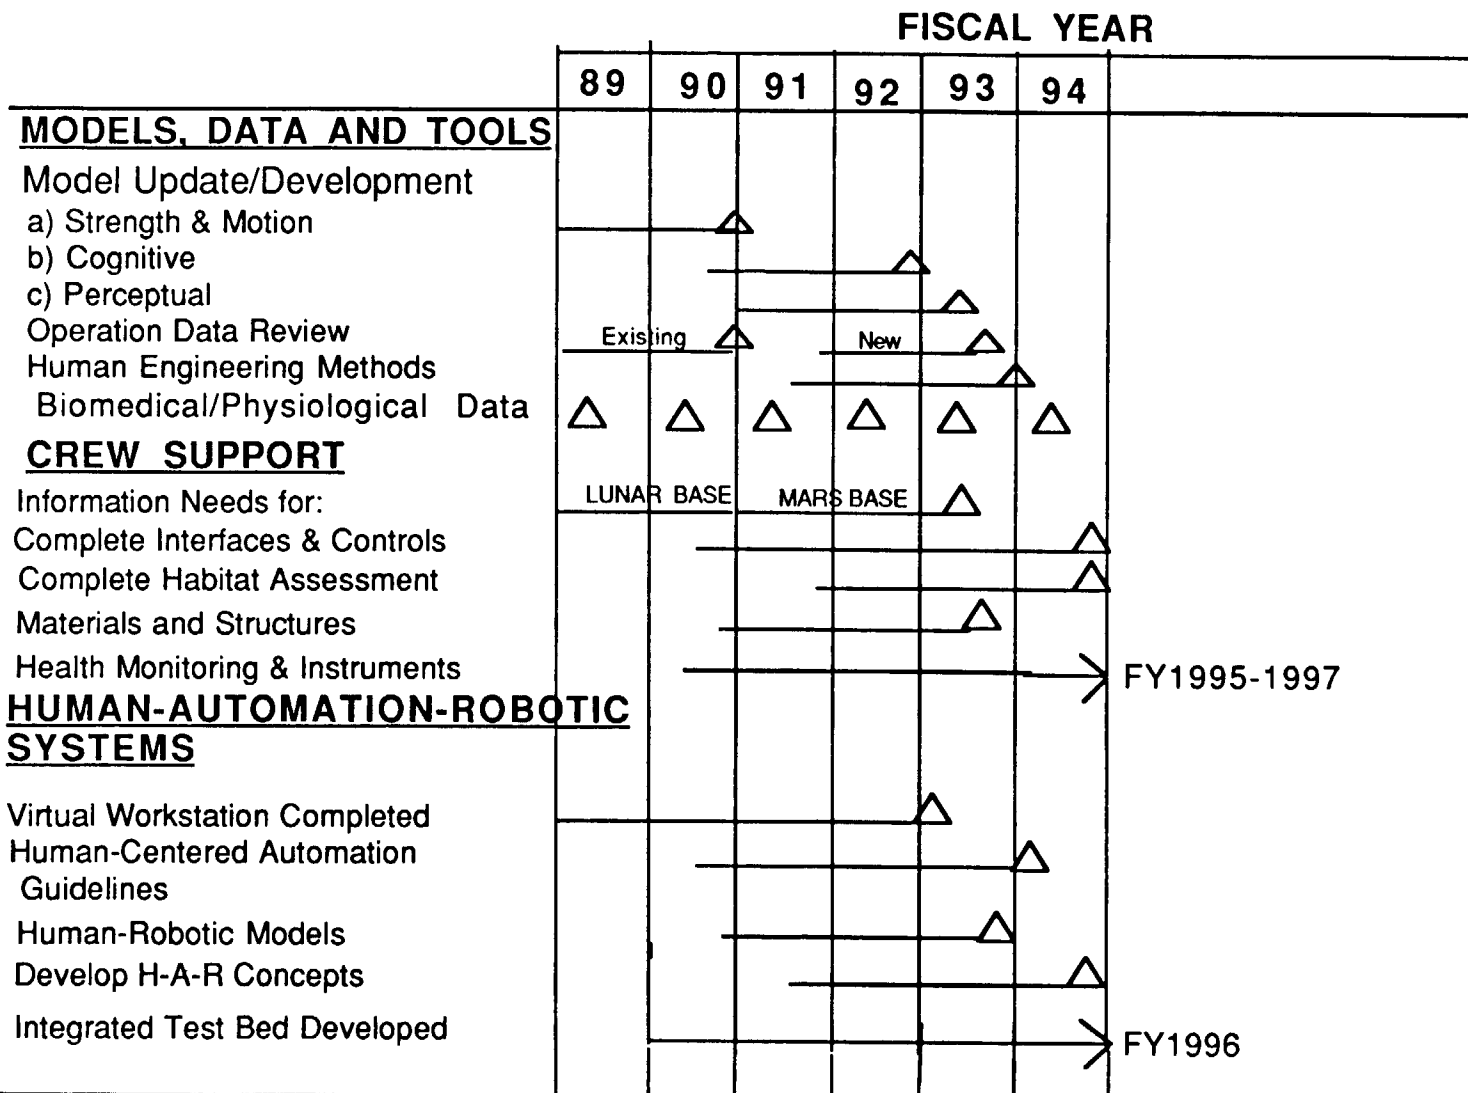 FISCAL YEAR
89 90 91 92 93 94
MODELS, DATA AND TOOLS
Model Update/Development
a) Strength & Motion
b) Cognitive
c) Perceptual
Operation Data Review Existing New
Human Engineering Methods
Biomedical/Physiological Data
CREW SUPPORT
Information Needs for: LUNAR BASE MARS BASE
Complete Interfaces & Controls
Complete Habitat Assessment
Materials and Structures
Health Monitoring & Instruments FY1995-1997
HUMAN-AUTOMATION-ROBOTIC
SYSTEMS
Virtual Workstation Completed
Human-Centered Automation
Guidelines
Human-Robotic Models
Develop H-A-R Concepts
Integrated Test Bed Developed FY1996